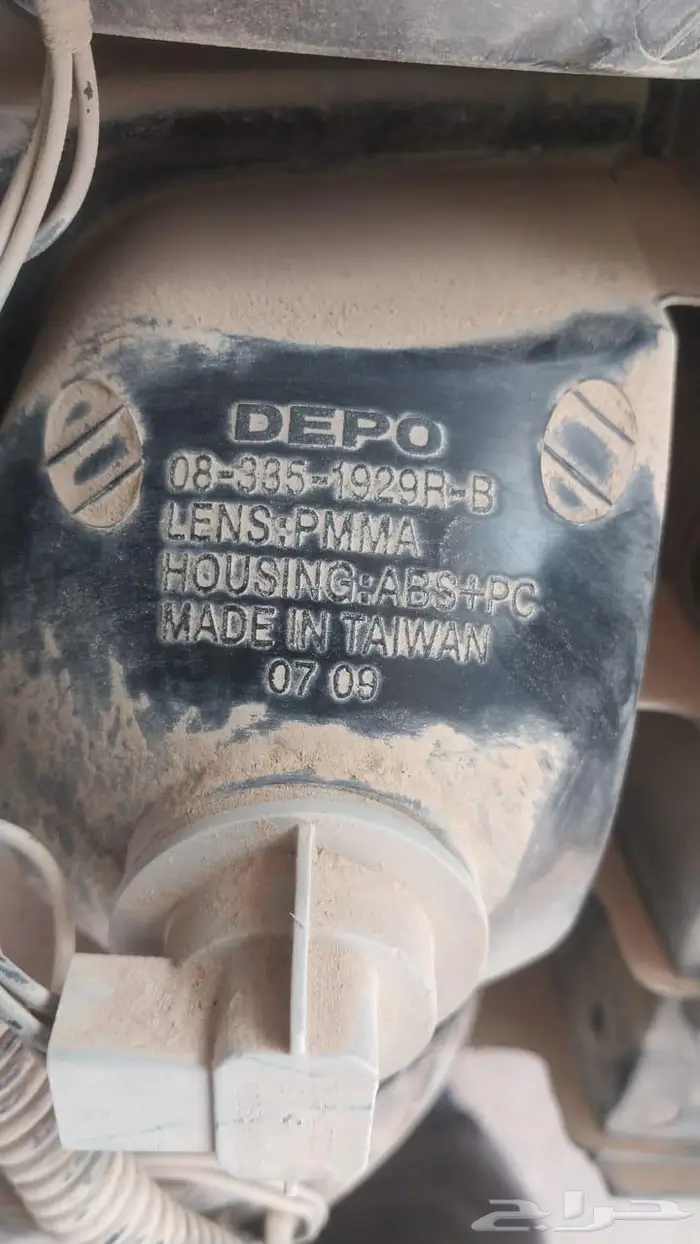 DEPO
08-335-1929R-B
LENS:PMMA
HOUSING:ABS+PC
MADE IN TAIWAN
07 09
حراج